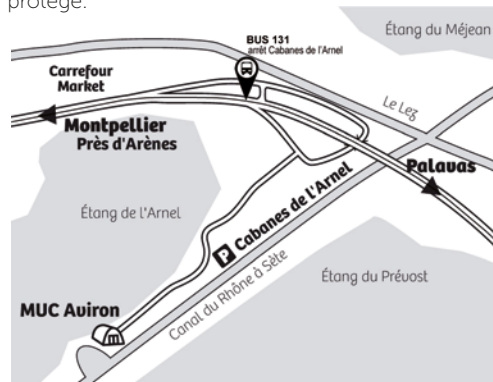 protégé.
Étang du Méjean
BUS 131
arrêt Cabanes de l'Arnel
Carrefour
Market
Le Lez
Montpellier
Près d'Arènes
Palavas
Étang de l'Arnel
P Cabanes de l'Arnel
Étang du Prévost
Canal du Rhône à Sète
MUC Aviron